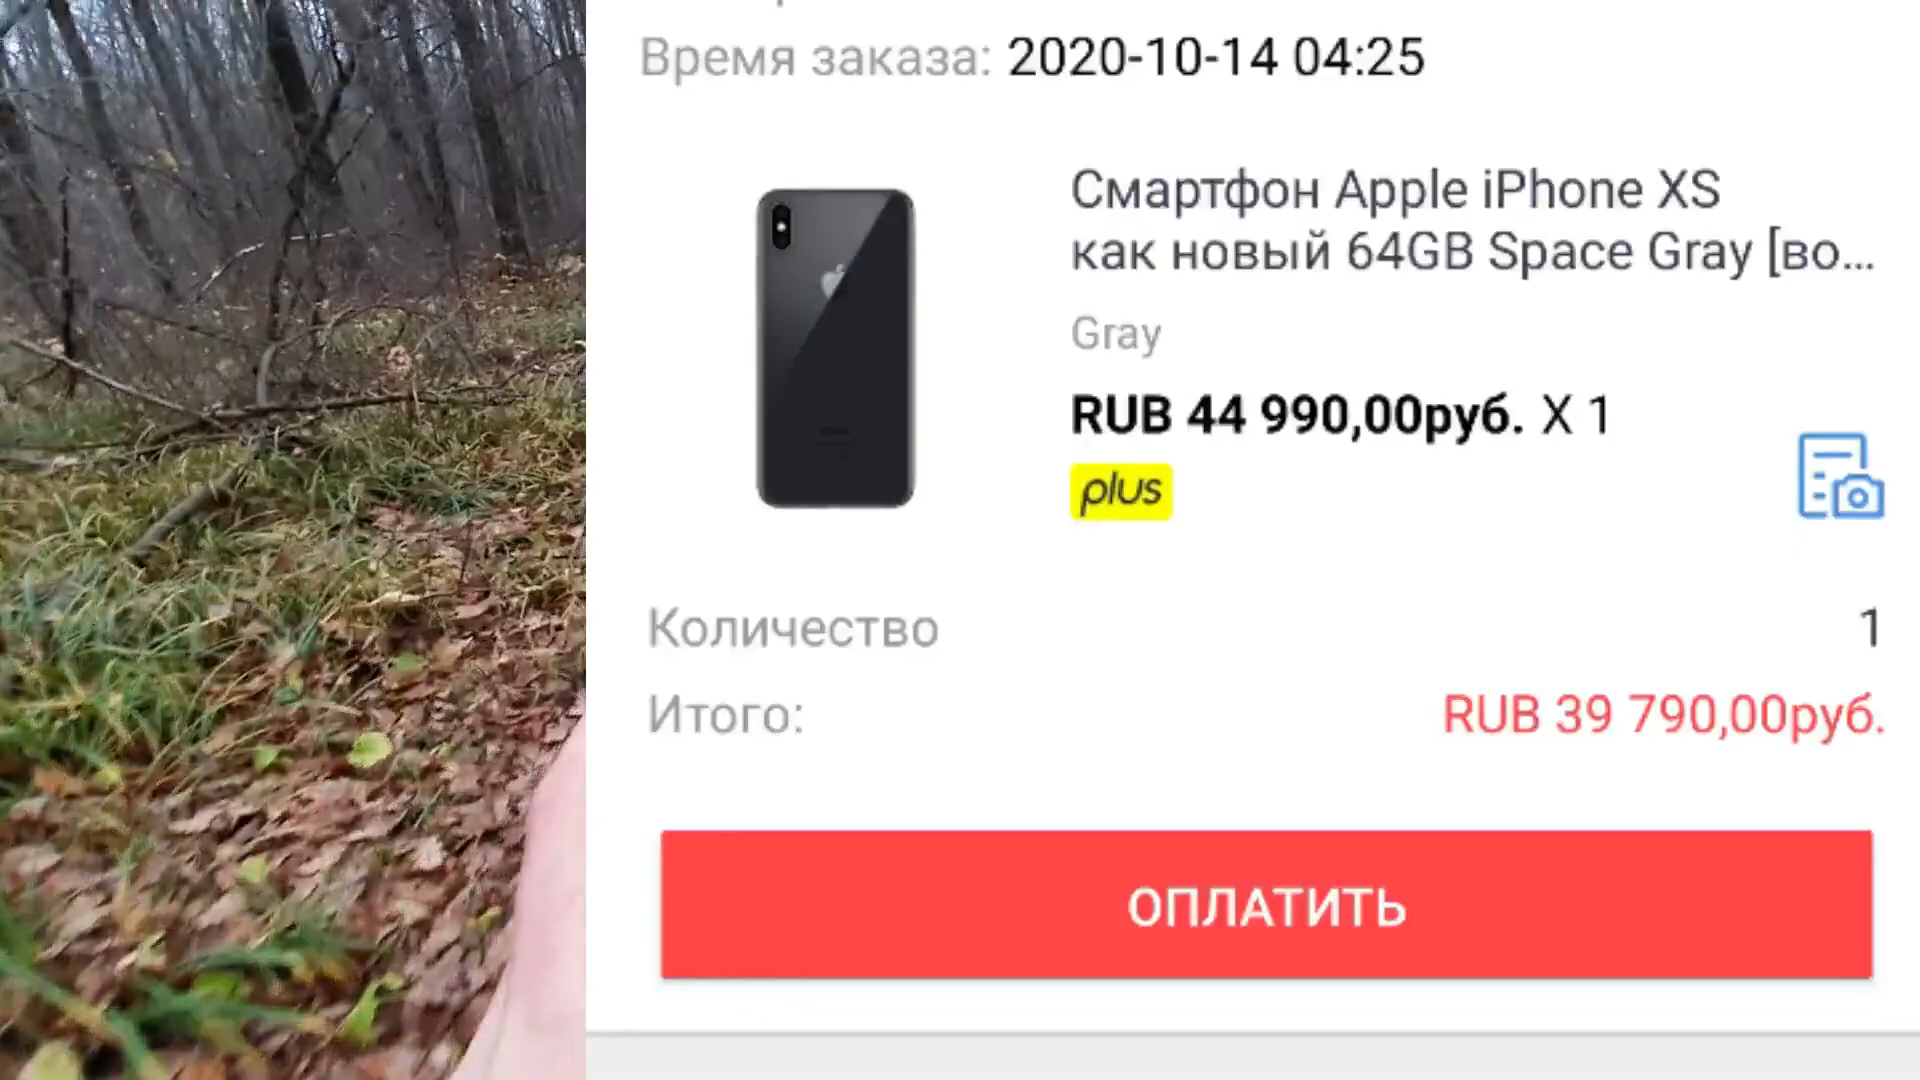 Время заказа: 2020-10-14 04:25
Смартфон Apple iPhone XS
как новый 64GB Space Gray [во...
Gray
RUB 44 990,00руб. X 1
plus
Количество 1
Итого: RUB 39 790,00руб.
ОПЛАТИТЬ